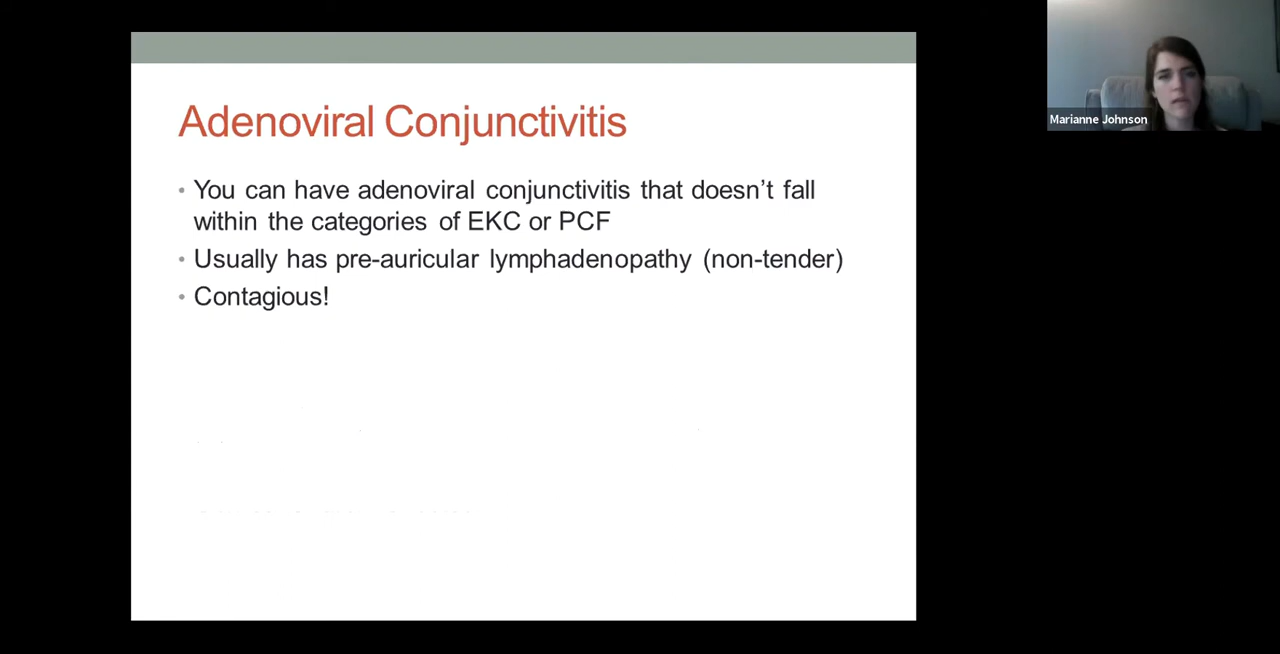 Adenoviral Conjunctivitis
• You can have adenoviral conjunctivitis that doesn’t fall
within the categories of EKC or PCF
• Usually has pre-auricular lymphadenopathy (non-tender)
• Contagious!
Marianne Johnson